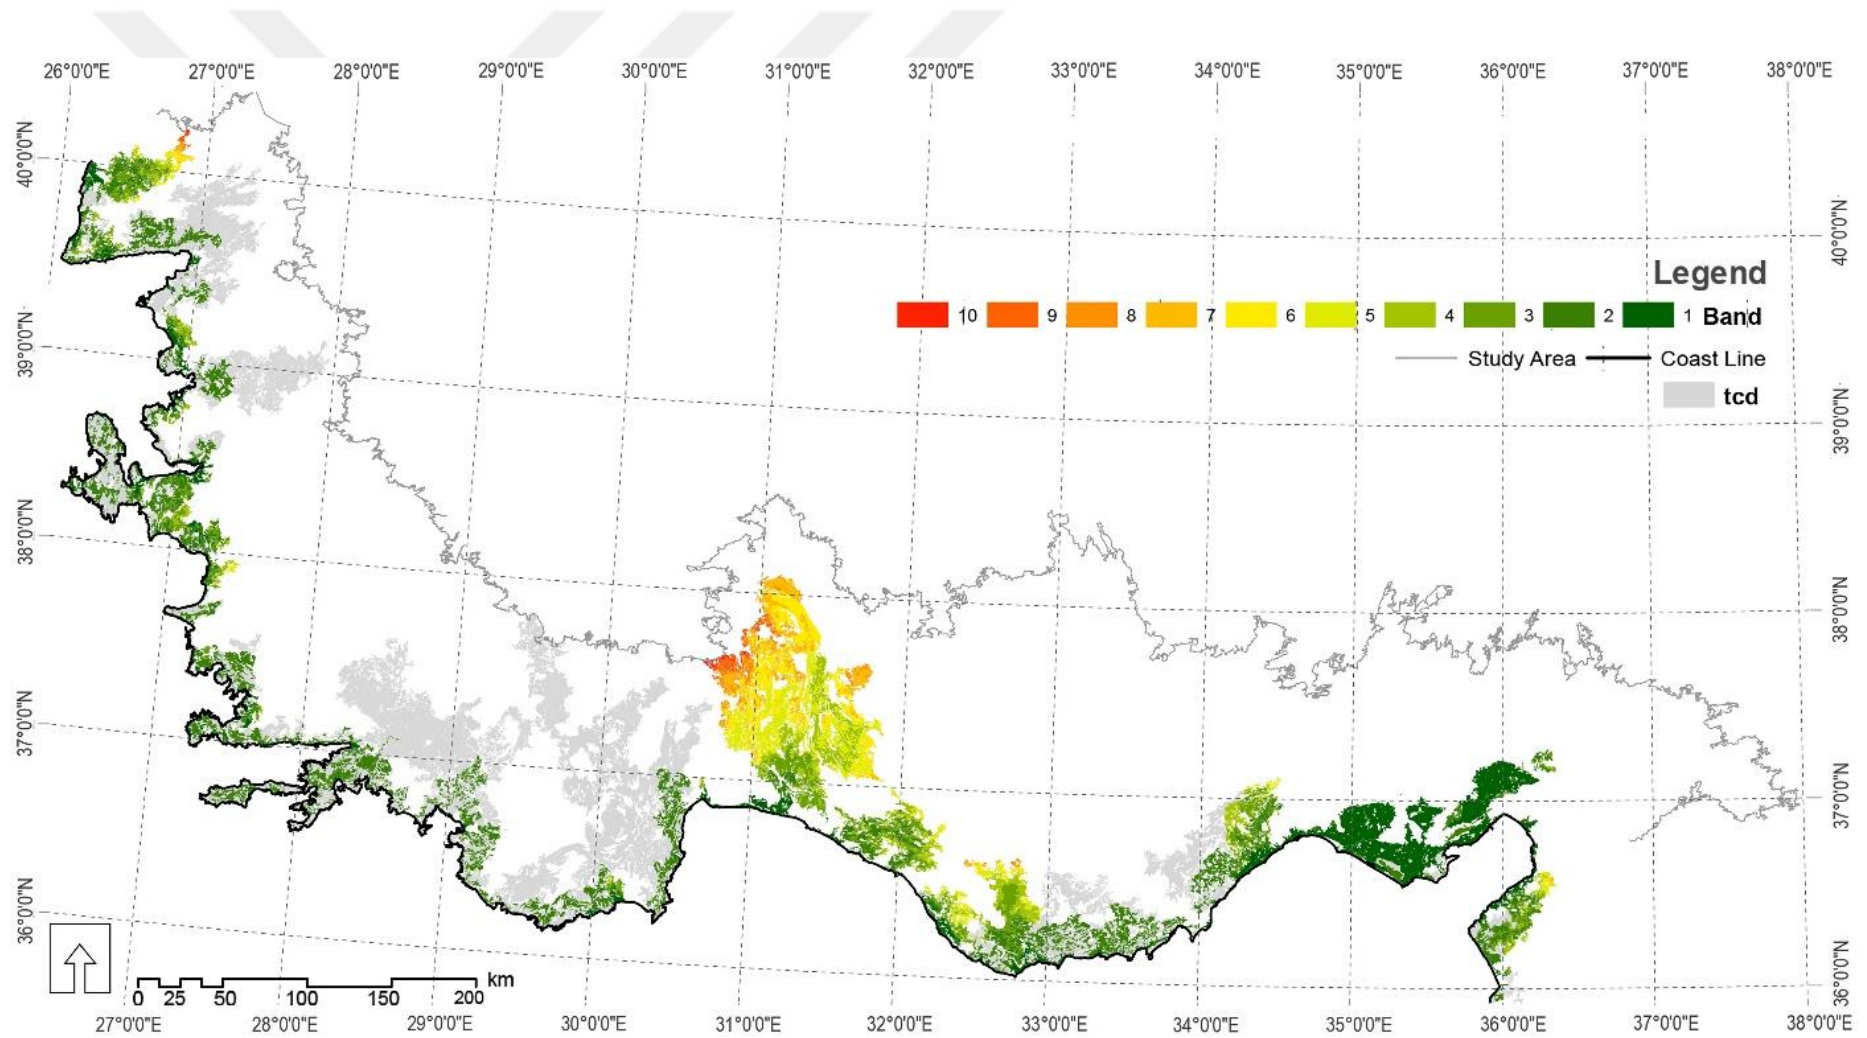 26°0'0"E 27°0'0"E 28°0'0"E 29°0'0"E 30°0'0"E 31°0'0"E 32°0'0"E 33°0'0"E 34°0'0"E 35°0'0"E 36°0'0"E 37°0'0"E 38°0'0"E
40°0'0"N
39°0'0"N
38°0'0"N
37°0'0"N
36°0'0"N
Legend
10 9 8 7 6 5 4 3 2 1 Band
Study Area Coast Line
tcd
40°0'0"N
39°0'0"N
38°0'0"N
37°0'0"N
36°0'0"N
km
0 25 50 100 150 200
27°0'0"E 28°0'0"E 29°0'0"E 30°0'0"E 31°0'0"E 32°0'0"E 33°0'0"E 34°0'0"E 35°0'0"E 36°0'0"E 37°0'0"E 38°0'0"E